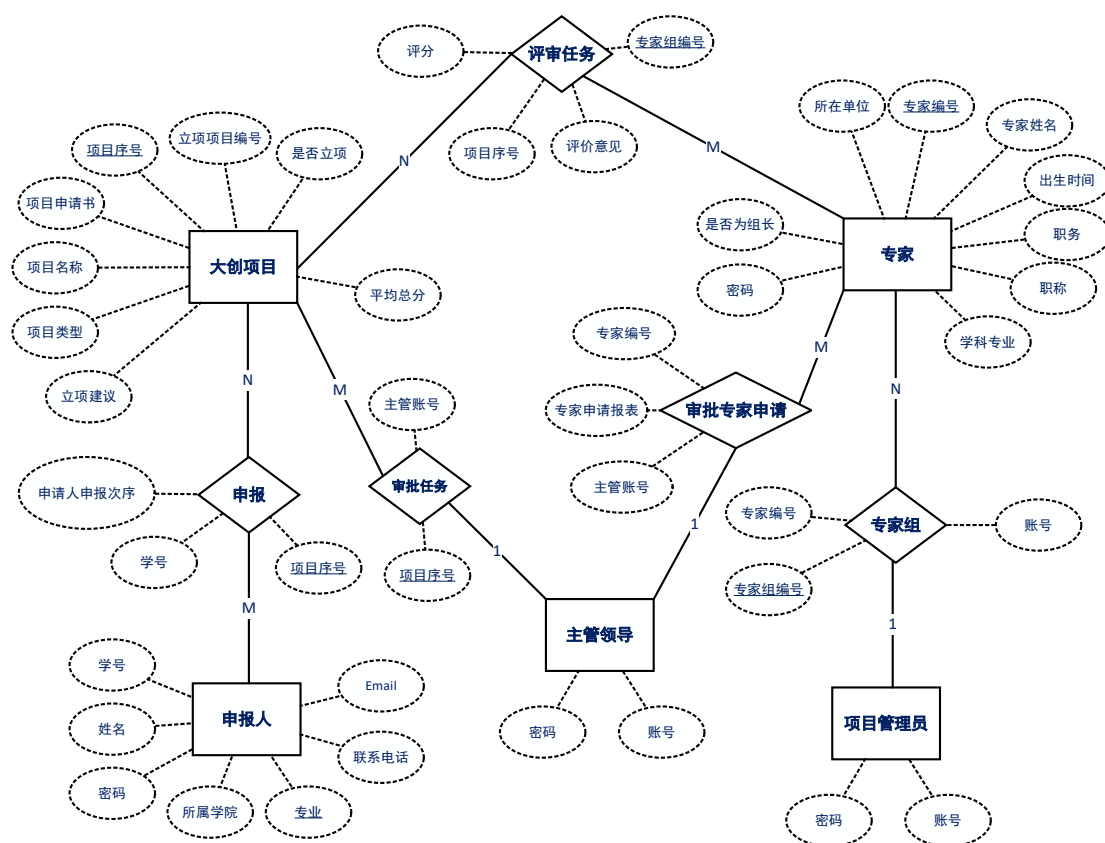 评分
评审任务
专家组编号
项目序号
评价意见
N
M
项目序号
立项项目编号
是否立项
项目申请书
项目名称
项目类型
立项建议
大创项目
平均总分
所在单位
专家编号
专家姓名
出生时间
职务
职称
学科专业
是否为组长
密码
专家
N
M
M
N
主管账号
审批任务
项目序号
1
专家编号
专家申请报表
主管账号
审批专家申请
1
申请人申报次序
申报
学号
项目序号
M
专家编号
专家组
账号
专家组编号
1
主管领导
密码
账号
学号
姓名
密码
所属学院
专业
联系电话
Email
申报人
项目管理员
密码
账号